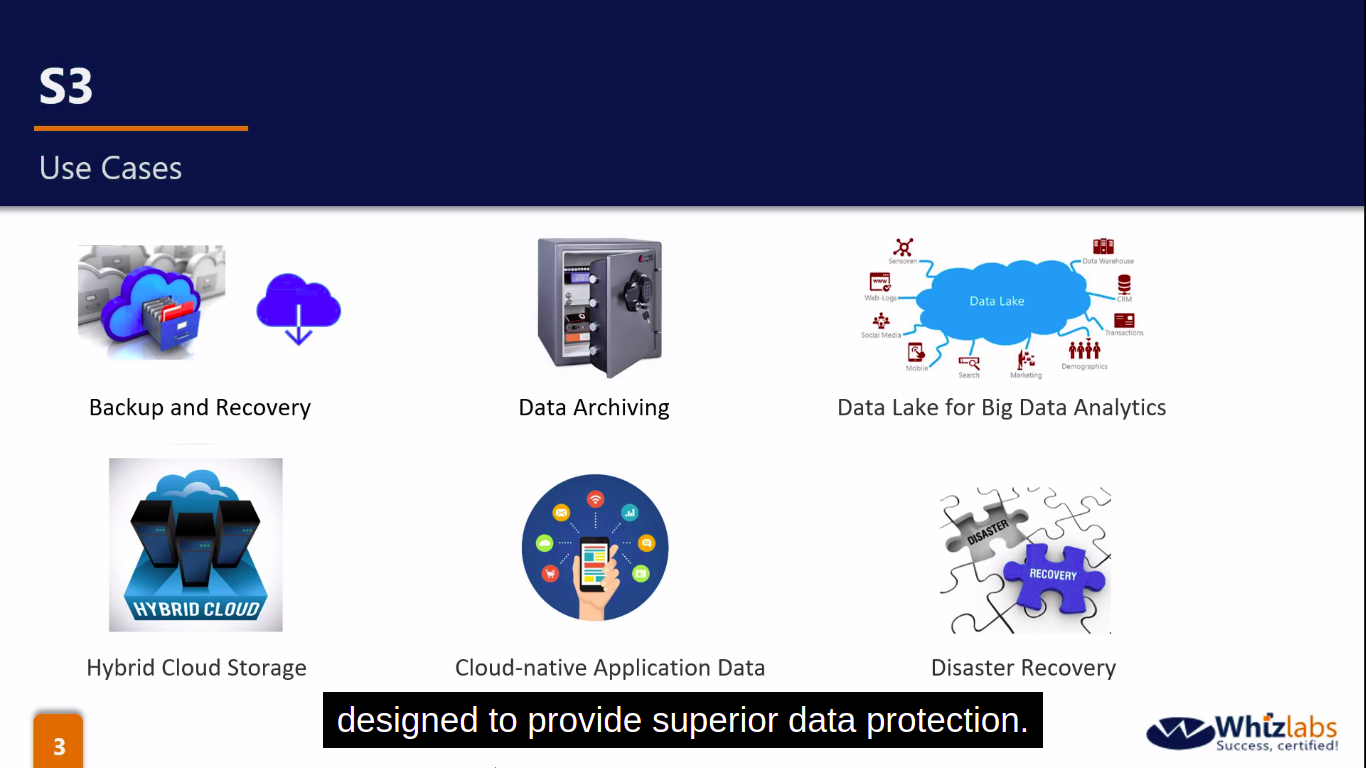 S3
Use Cases
Sensoren
Data Warehouse
WWW
Web-Logs
Data Lake
CRM
Social Media
Transactions
Mobile
Search
Marketing
Demographics
Backup and Recovery
Data Archiving
Data Lake for Big Data Analytics
HYBRID CLOUD
DISASTER
RECOVERY
Hybrid Cloud Storage
Cloud-native Application Data
Disaster Recovery
designed to provide superior data protection.
3
Whizlabs
Success, certified!